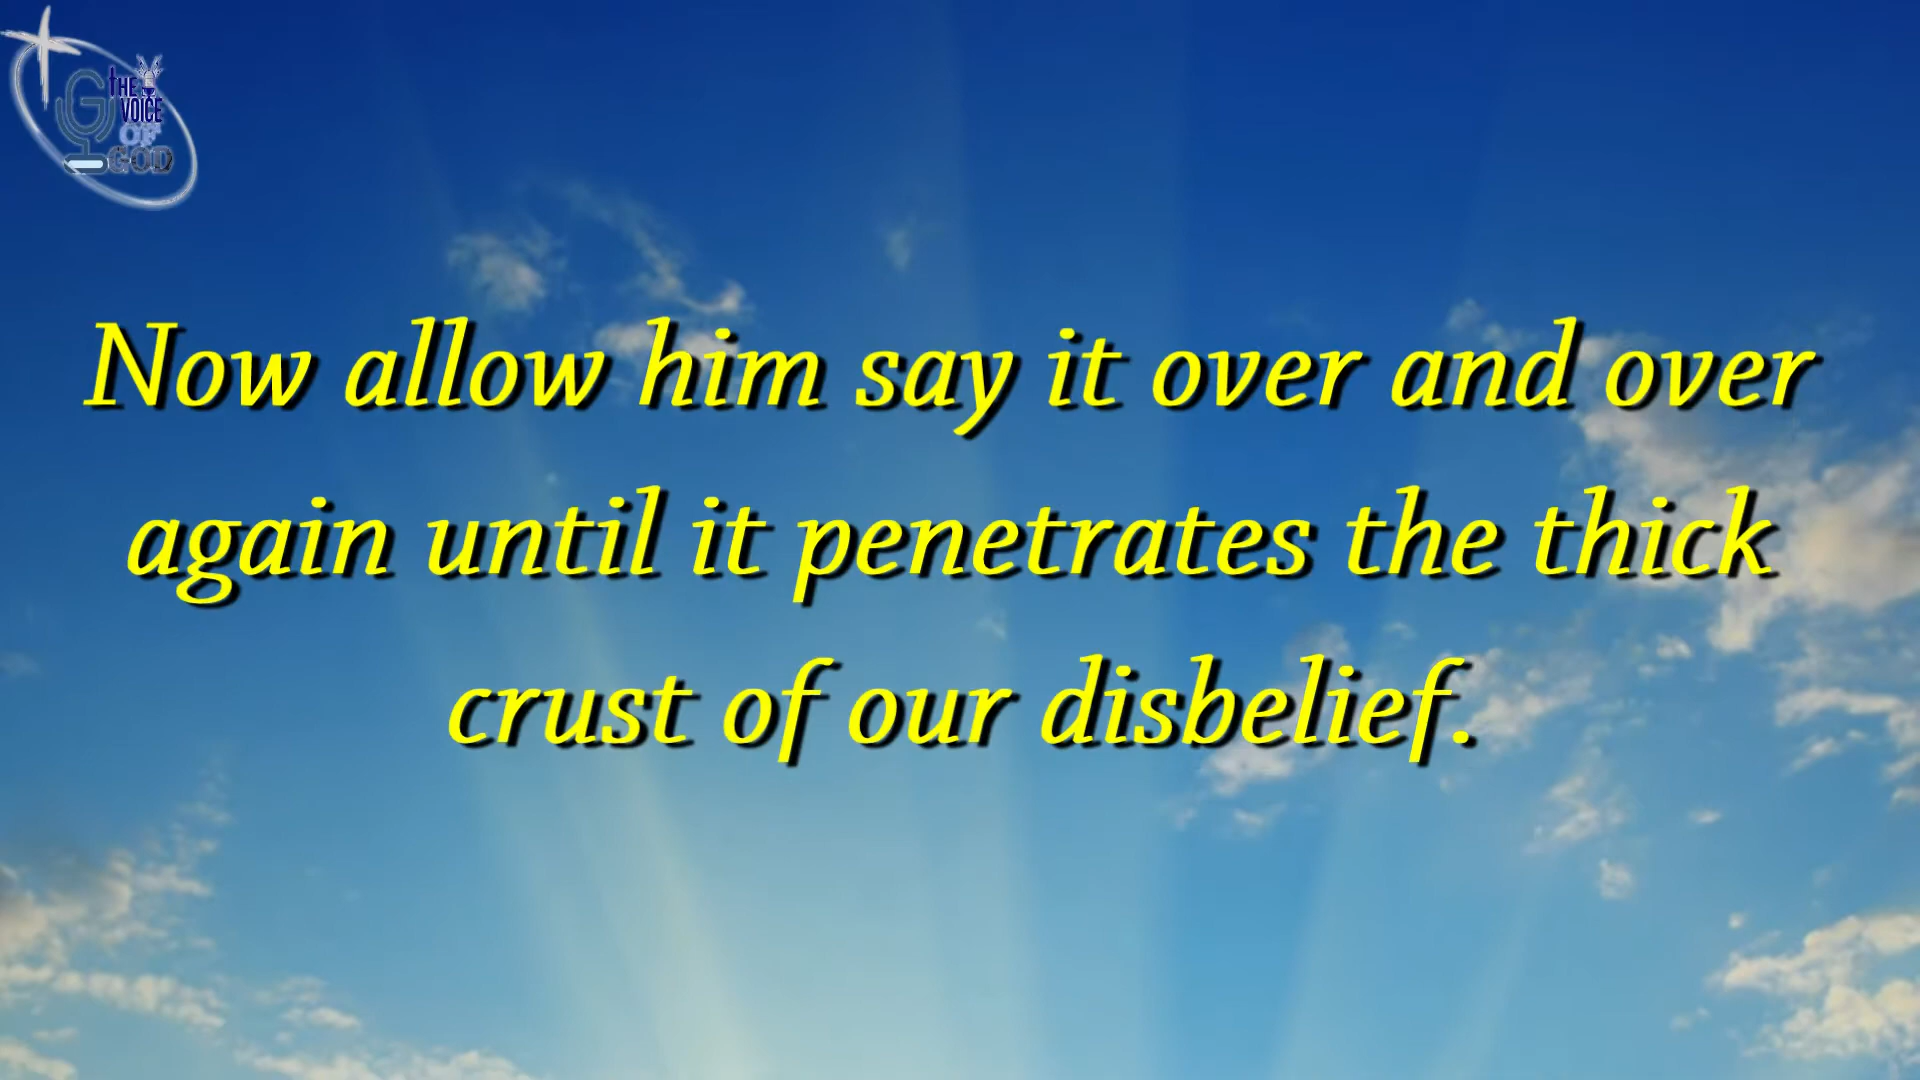 THE
VOICE
OF
GOD
Now allow him say it over and over
again until it penetrates the thick
crust of our disbelief.